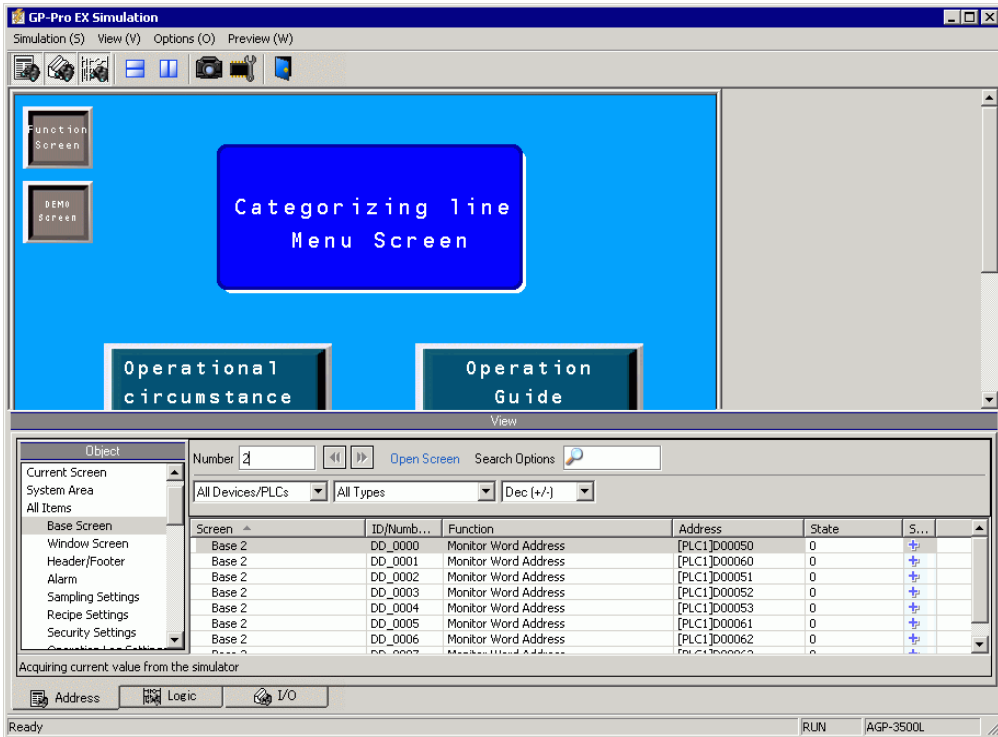 GP-Pro EX Simulation
Simulation (S) View (V) Options (O) Preview (W)
Function
Screen
DEMO
Screen
Categorizing line
Menu Screen
Operational
circumstance
Operation
Guide
View
Object
Current Screen
System Area
All Items
Base Screen
Window Screen
Header/Footer
Alarm
Sampling Settings
Recipe Settings
Security Settings
Number 2 Open Screen Search Options
All Devices/PLCs All Types Dec (+/-)
Screen ID/Numb... Function Address State S...
Base 2 DD_0000 Monitor Word Address [PLC1]D00050 0
Base 2 DD_0001 Monitor Word Address [PLC1]D00060 0
Base 2 DD_0002 Monitor Word Address [PLC1]D00051 0
Base 2 DD_0003 Monitor Word Address [PLC1]D00052 0
Base 2 DD_0004 Monitor Word Address [PLC1]D00053 0
Base 2 DD_0005 Monitor Word Address [PLC1]D00061 0
Base 2 DD_0006 Monitor Word Address [PLC1]D00062 0
Acquiring current value from the simulator
Address Logic I/O
Ready RUN AGP-3500L